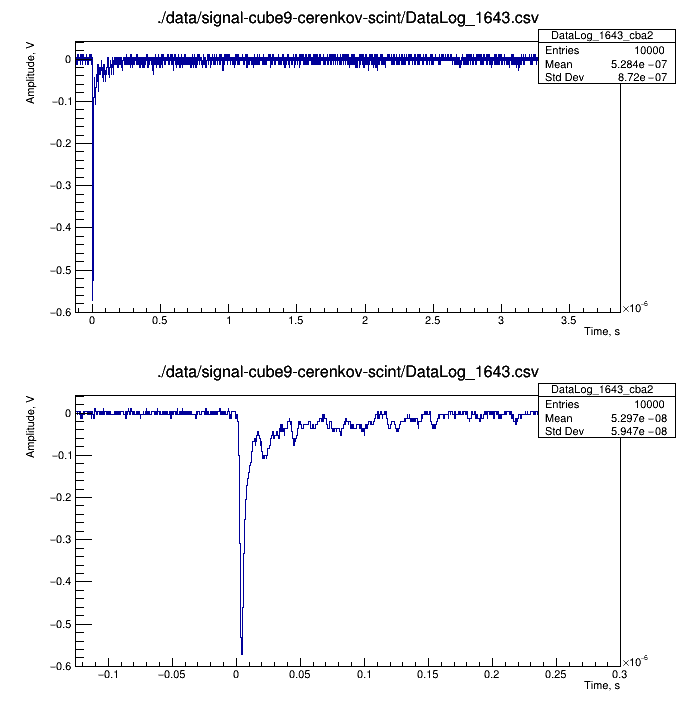 ./data/signal-cube9-cerenkov-scint/DataLog_1643.csv
DataLog_1643_cba2
Entries 10000
Mean 5.284e −07
Std Dev 8.72e −07
Amplitude, V
0
−0.1
−0.2
−0.3
−0.4
−0.5
−0.6
0 0.5 1 1.5 2 2.5 3 3.5
×10⁻⁶
Time, s
./data/signal-cube9-cerenkov-scint/DataLog_1643.csv
DataLog_1643_cba2
Entries 10000
Mean 5.297e −08
Std Dev 5.947e −08
Amplitude, V
0
−0.1
−0.2
−0.3
−0.4
−0.5
−0.6
−0.1 −0.05 0 0.05 0.1 0.15 0.2 0.25 0.3
×10⁻⁶
Time, s